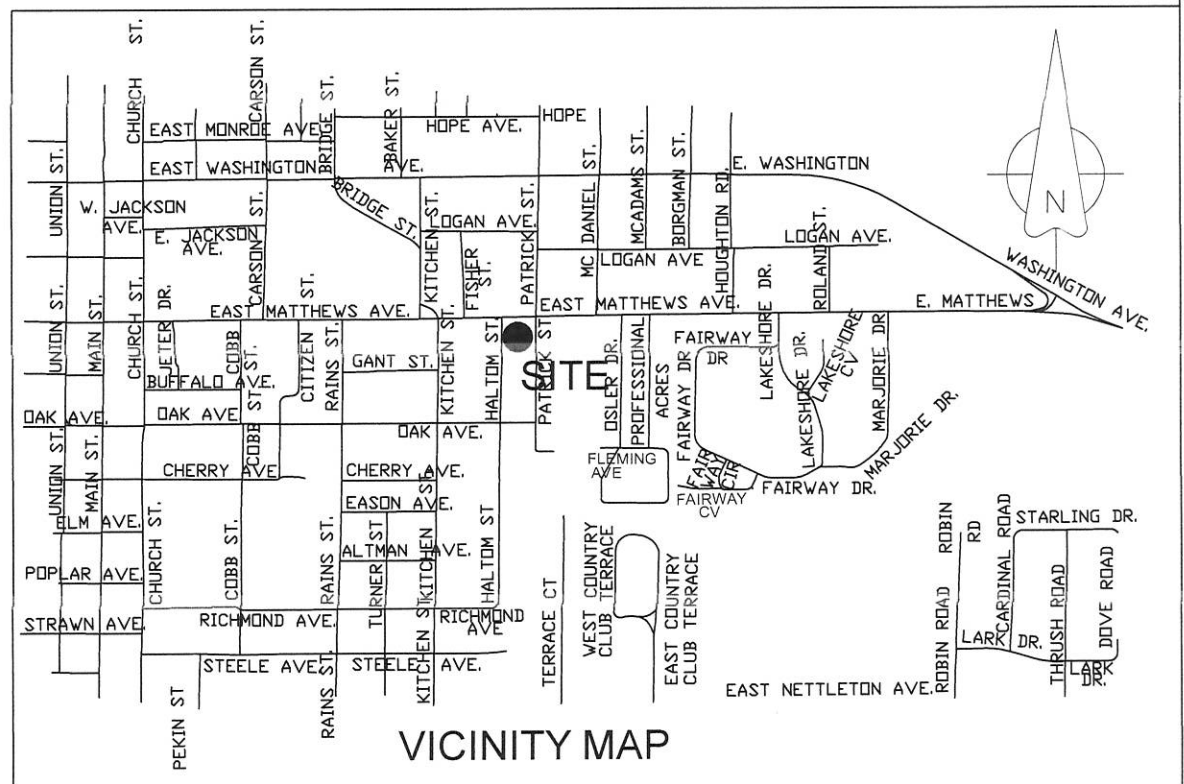 CHURCH ST.
CARSON ST.
BRIDGE ST.
BAKER ST.
EAST MONROE AVE.
HOPE AVE.
HOPE
EAST WASHINGTON AVE.
E. WASHINGTON
UNION ST.
W. JACKSON
AVE.
E. JACKSON
AVE.
CARSON ST.
BRIDGE ST.
KITCHEN ST.
LOGAN AVE.
FISHER
ST.
PATRICK ST.
MC DANIEL ST.
MCADAMS ST.
BORGMAN ST.
HOUGHTON RD.
LOGAN AVE
LOGAN AVE.
ROLAND ST.
N
WASHINGTON AVE.
UNION ST.
MAIN ST.
CHURCH ST.
JETER DR.
EAST MATTHEWS AVE.
EAST MATTHEWS AVE.
E. MATTHEWS
COBB
ST.
CITIZEN
ST.
RAINS ST.
GANT ST.
KITCHEN ST.
HALTOM ST.
PATRICK ST.
SITE
OSLER DR.
PROFESSIONAL
ACRES
FAIRWAY
DR
FAIRWAY DR
LAKESHORE DR.
LAKESHORE DR.
LAKESHORE
CV
LAKESHORE DR.
MARJORIE DR
MARJORIE DR.
BUFFALO AVE.
OAK AVE.
OAK AVE.
OAK AVE.
COBB ST
UNION ST.
MAIN ST.
CHERRY AVE
CHERRY AVE.
FLEMING
AVE
FAIR
WAY
CIR
FAIRWAY
CV
FAIRWAY DR.
EASON AVE.
ELM AVE.
CHURCH ST.
COBB ST.
RAINS ST.
TURNER ST
ALTMAN AVE.
KITCHEN ST
HALTOM ST
POPLAR AVE.
STRAWN AVE.
RICHMOND AVE.
KITCHEN ST
RICHMOND
AVE
STEELE AVE.
STEELE AVE.
PEKIN ST
RAINS ST.
TERRACE CT
WEST COUNTRY
CLUB TERRACE
EAST COUNTRY
CLUB TERRACE
EAST NETTLETON AVE.
ROBIN ROAD
ROBIN
RD
CARDINAL ROAD
STARLING DR.
THRUSH ROAD
DOVE ROAD
LARK DR.
LARK
DR.
VICINITY MAP